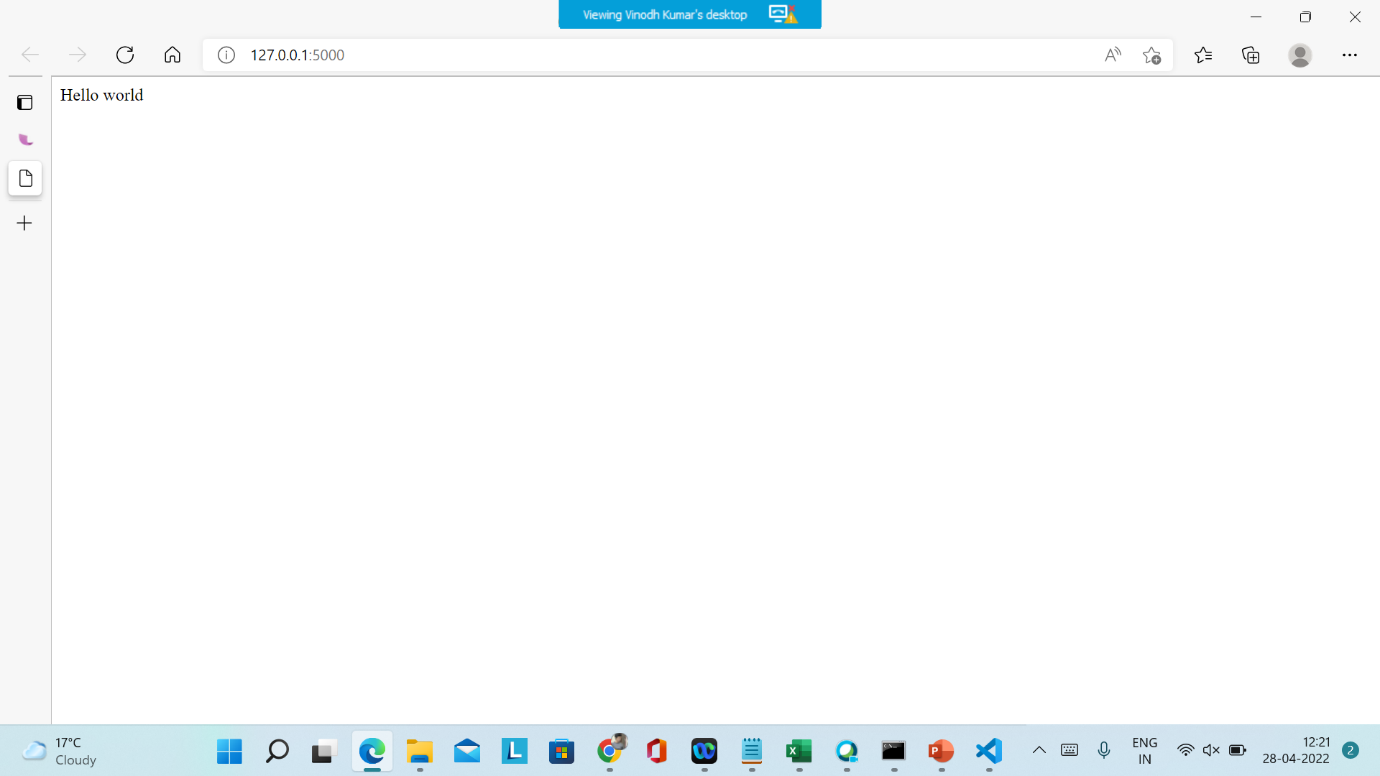 Viewing Vinodh Kumar's desktop
127.0.0.1:5000
Hello world
17°C
Cloudy
ENG
IN
12:21
28-04-2022
2